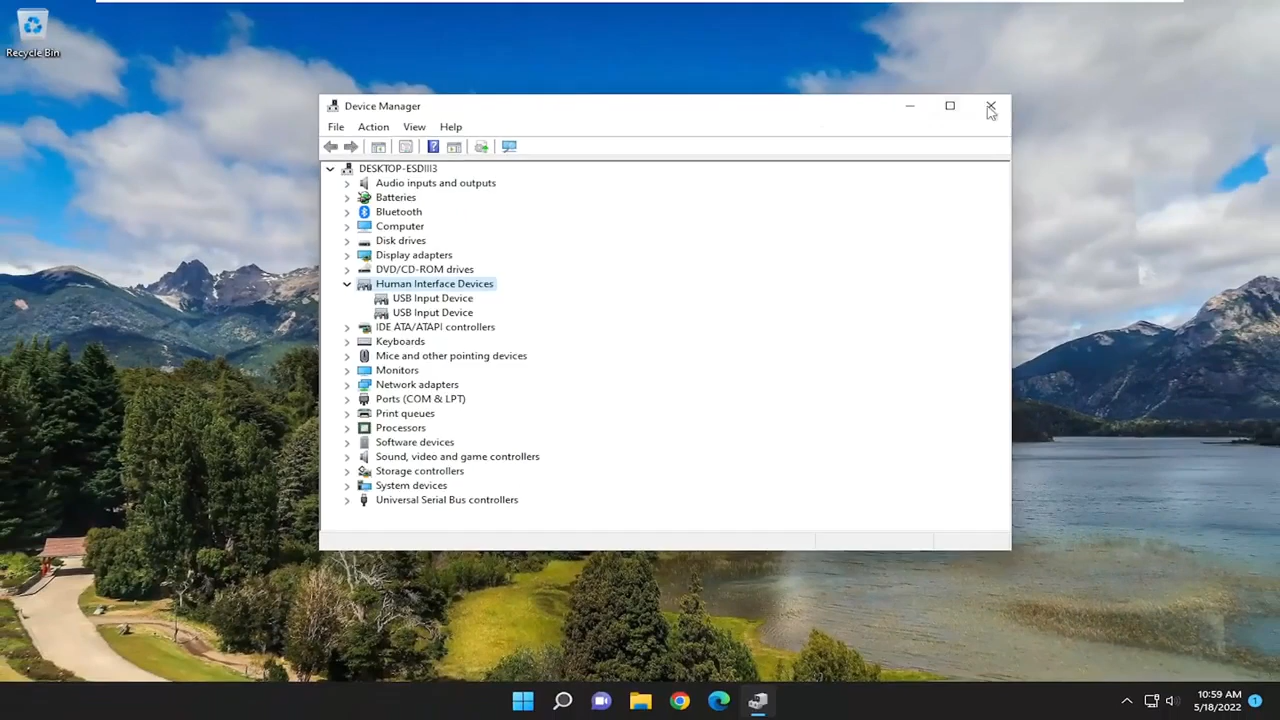 Recycle Bin
Device Manager
File Action View Help
DESKTOP-ESDIII3
Audio inputs and outputs
Batteries
Bluetooth
Computer
Disk drives
Display adapters
DVD/CD-ROM drives
Human Interface Devices
USB Input Device
USB Input Device
IDE ATA/ATAPI controllers
Keyboards
Mice and other pointing devices
Monitors
Network adapters
Ports (COM & LPT)
Print queues
Processors
Software devices
Sound, video and game controllers
Storage controllers
System devices
Universal Serial Bus controllers
10:59 AM
5/18/2022
1